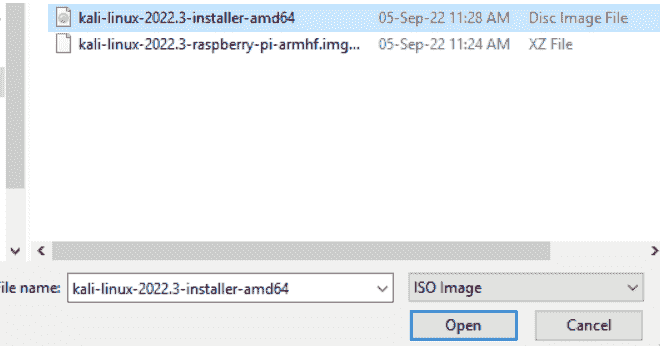 kali-linux-2022.3-installer-amd64 05-Sep-22 11:28 AM Disc Image File
kali-linux-2022.3-raspberry-pi-armhf.img... 05-Sep-22 11:24 AM XZ File
ile name: kali-linux-2022.3-installer-amd64 ISO Image
Open Cancel